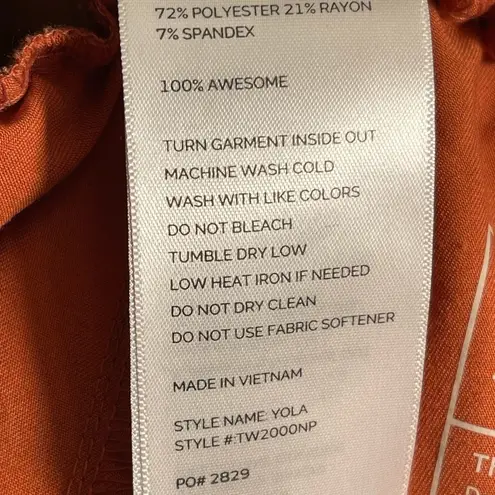 72% POLYESTER 21% RAYON
7% SPANDEX
100% AWESOME
TURN GARMENT INSIDE OUT
MACHINE WASH COLD
WASH WITH LIKE COLORS
DO NOT BLEACH
TUMBLE DRY LOW
LOW HEAT IRON IF NEEDED
DO NOT DRY CLEAN
DO NOT USE FABRIC SOFTENER
MADE IN VIETNAM
STYLE NAME: YOLA
STYLE #:TW2000NP
PO# 2829